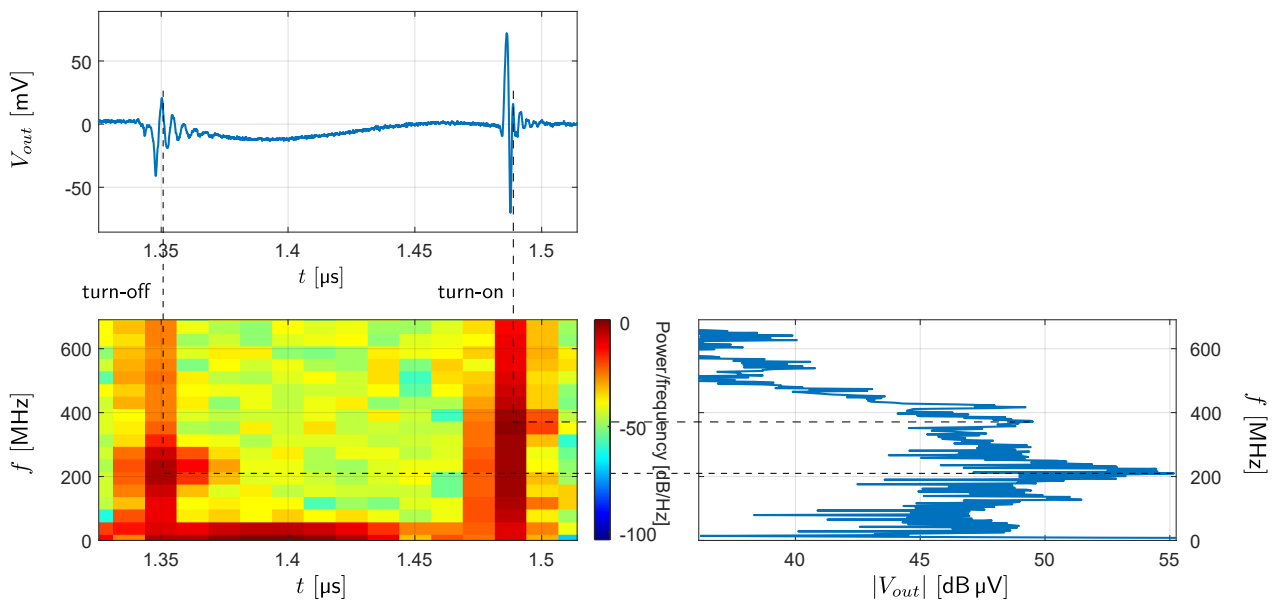 50
0
-50
V_out [mV]
1.35
1.4
1.45
1.5
t [µs]
turn-off
turn-on
600
400
200
0
f [MHz]
1.35
1.4
1.45
1.5
t [µs]
0
-50
-100
Power/frequency [dB/Hz]
40
45
50
55
|V_out| [dB µV]
600
400
200
0
f [MHz]